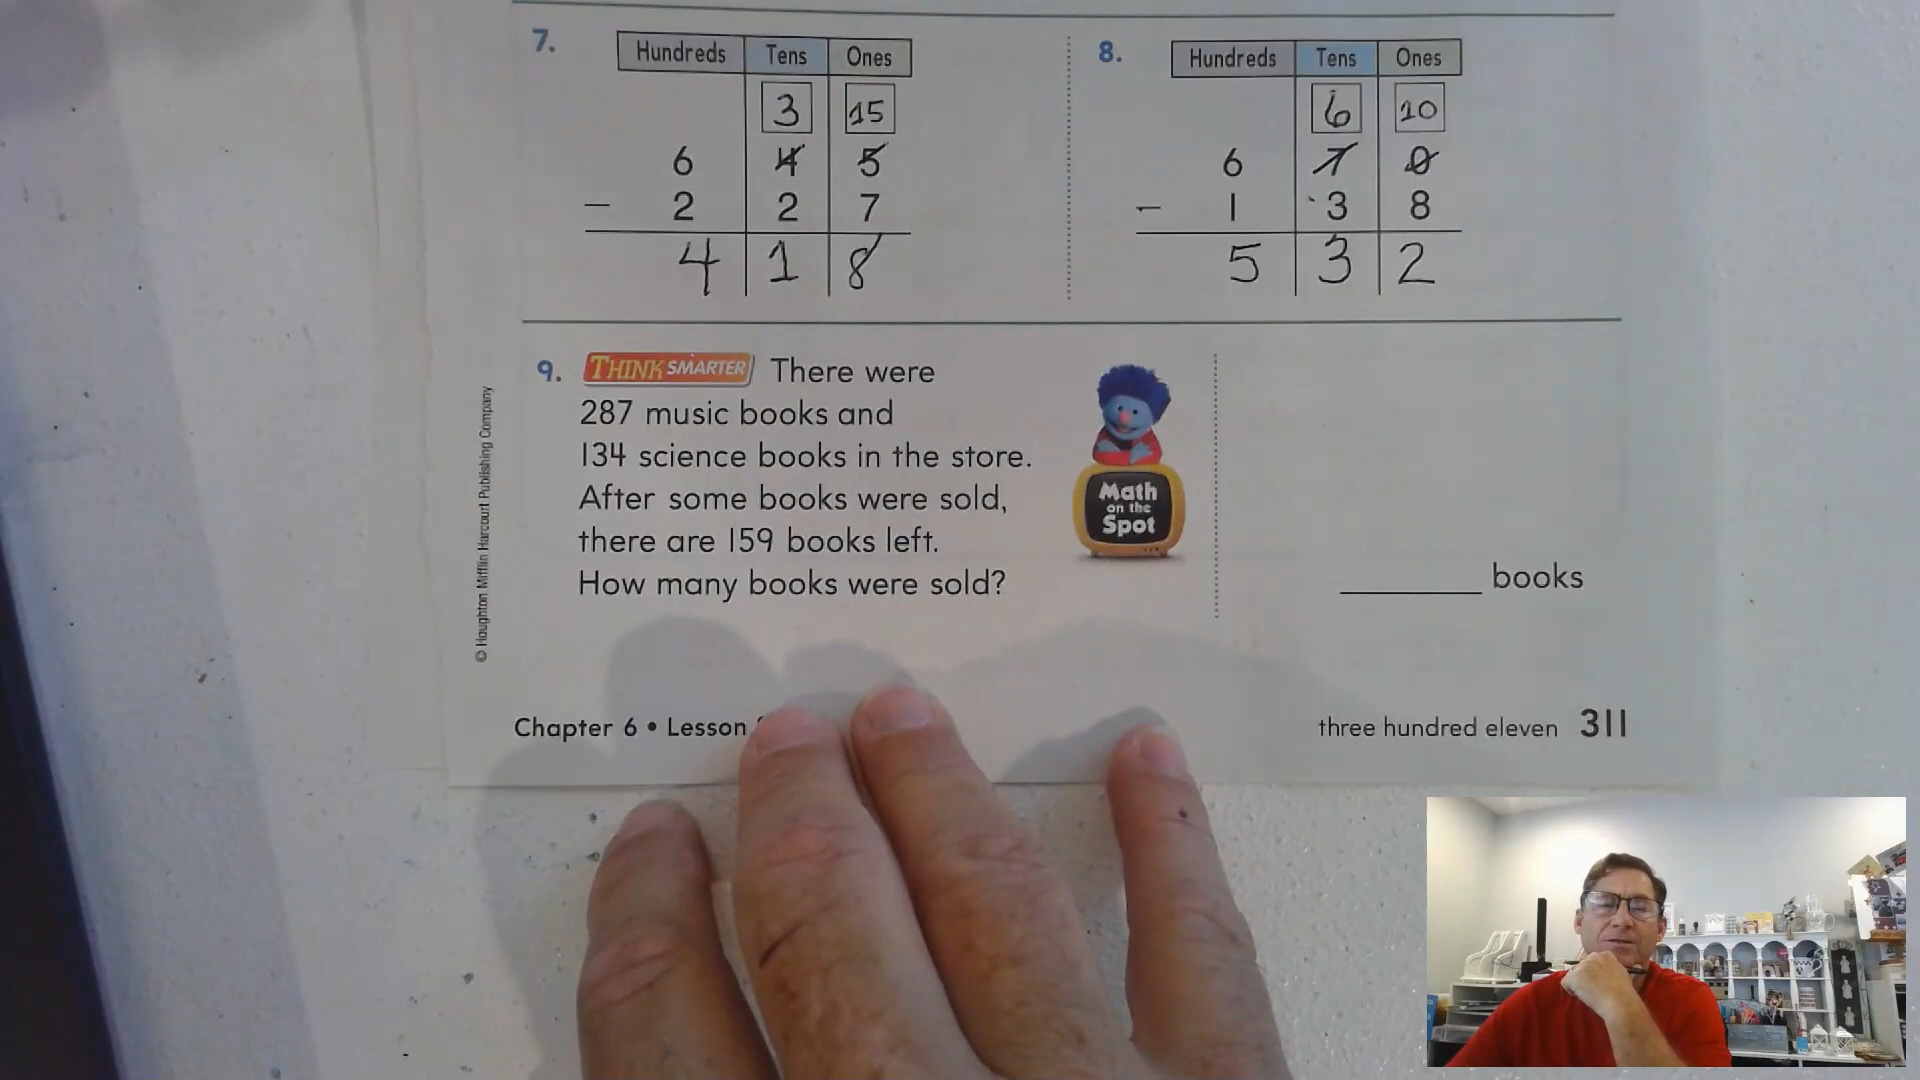 7.
Hundreds Tens Ones
3 15
6 4 5
− 2 2 7
4 1 8
8.
Hundreds Tens Ones
6 10
6 7 0
− 1 3 8
5 3 2
9. THINK SMARTER There were
287 music books and
134 science books in the store.
After some books were sold,
there are 159 books left.
How many books were sold?
Math
on the
Spot
______ books
© Houghton Mifflin Harcourt Publishing Company
Chapter 6 • Lesson
three hundred eleven 311